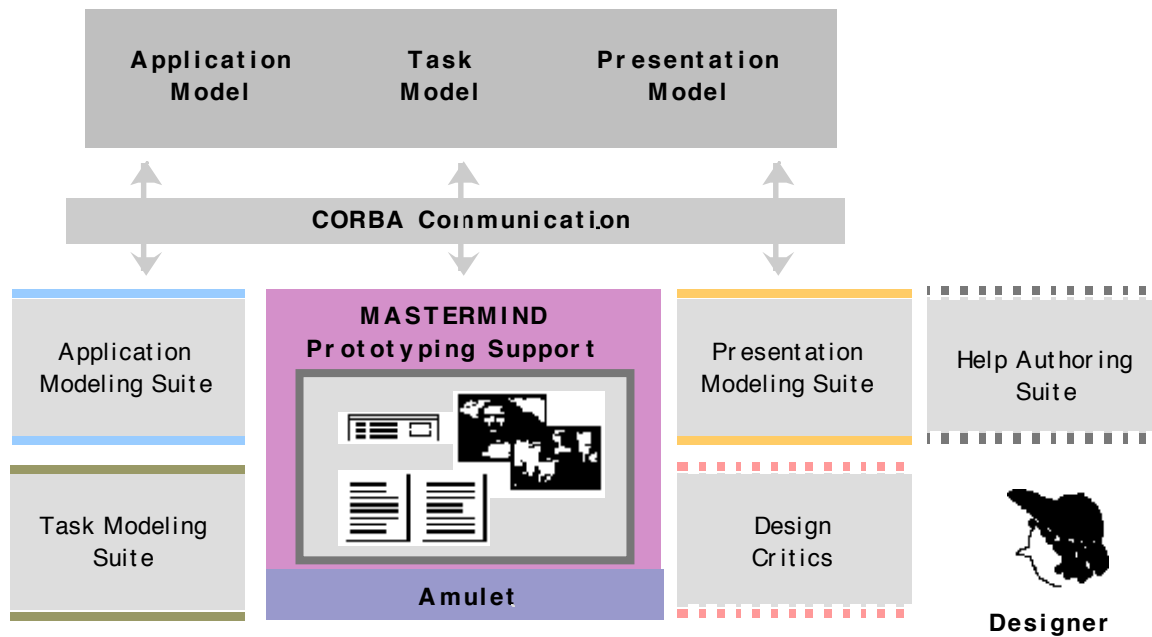 Application
Model
Task
Model
Presentation
Model
CORBA Communication
Application
Modeling Suite
MASTERMIND
Prototyping Support
Presentation
Modeling Suite
Help Authoring
Suite
Task Modeling
Suite
Design
Critics
Amulet
Designer